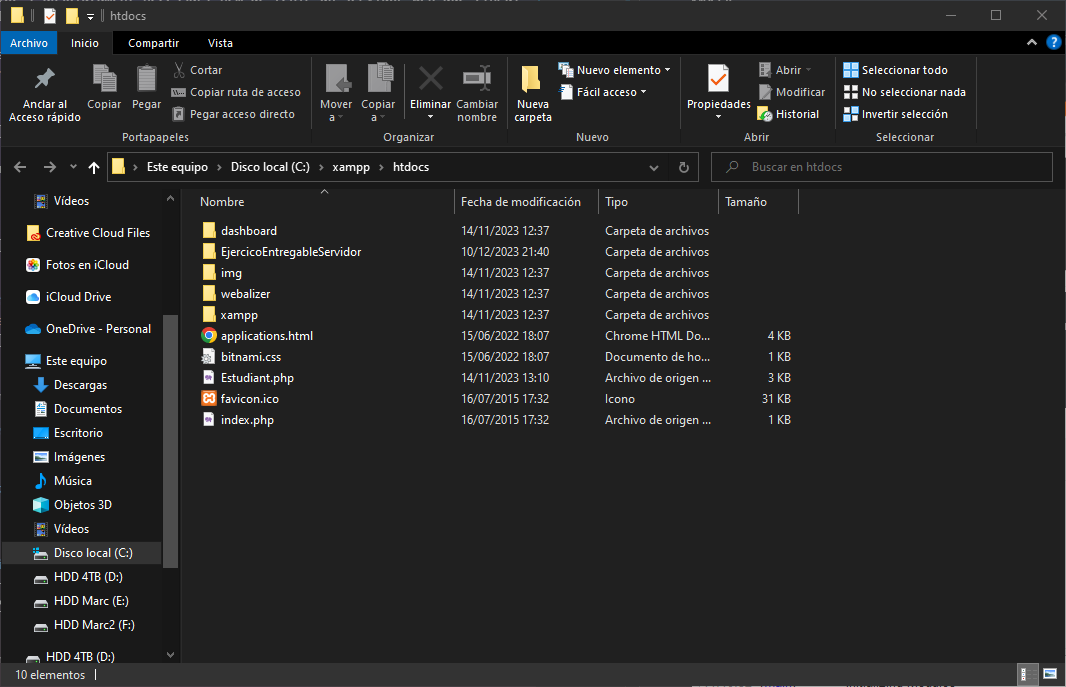 htdocs
Archivo Inicio Compartir Vista
Anclar al Acceso rápido
Copiar
Pegar
Cortar
Copiar ruta de acceso
Pegar acceso directo
Portapapeles
Mover a
Copiar a
Eliminar
Cambiar nombre
Organizar
Nueva carpeta
Nuevo elemento
Fácil acceso
Nuevo
Propiedades
Abrir
Modificar
Historial
Abrir
Seleccionar todo
No seleccionar nada
Invertir selección
Seleccionar
Este equipo › Disco local (C:) › xampp › htdocs
Buscar en htdocs
Vídeos
Creative Cloud Files
Fotos en iCloud
iCloud Drive
OneDrive - Personal
Este equipo
Descargas
Documentos
Escritorio
Imágenes
Música
Objetos 3D
Vídeos
Disco local (C:)
HDD 4TB (D:)
HDD Marc (E:)
HDD Marc2 (F:)
HDD 4TB (D:)
Nombre Fecha de modificación Tipo Tamaño
dashboard 14/11/2023 12:37 Carpeta de archivos
EjercicoEntregableServidor 10/12/2023 21:40 Carpeta de archivos
img 14/11/2023 12:37 Carpeta de archivos
webalizer 14/11/2023 12:37 Carpeta de archivos
xampp 14/11/2023 12:37 Carpeta de archivos
applications.html 15/06/2022 18:07 Chrome HTML Do... 4 KB
bitnami.css 15/06/2022 18:07 Documento de ho... 1 KB
Estudiant.php 14/11/2023 13:10 Archivo de origen ... 3 KB
favicon.ico 16/07/2015 17:32 Icono 31 KB
index.php 16/07/2015 17:32 Archivo de origen ... 1 KB
10 elementos